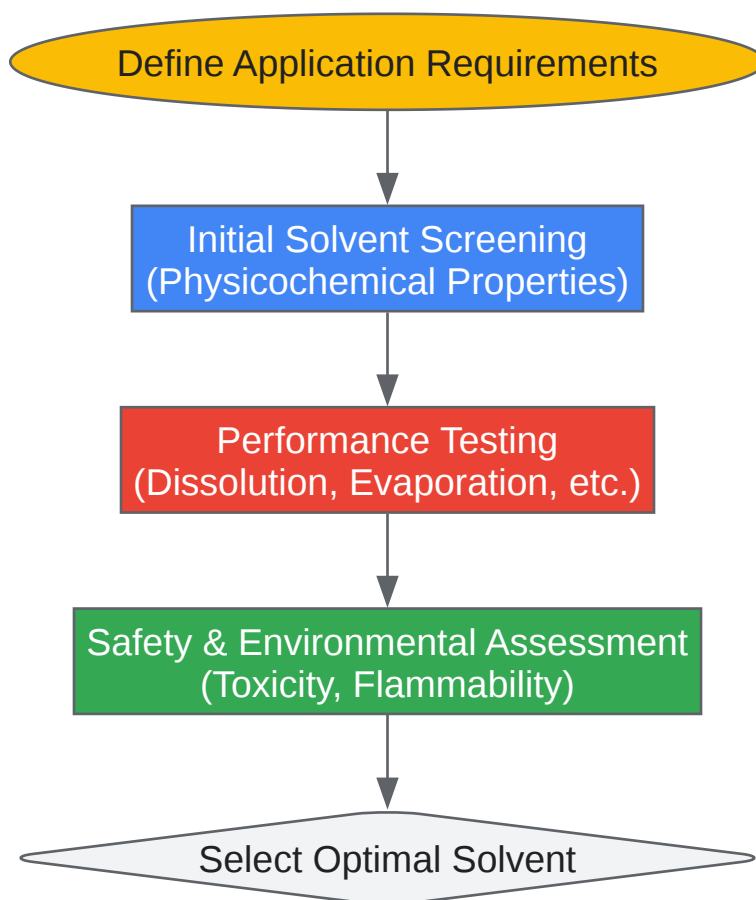 Define Application Requirements
Initial Solvent Screening
(Physicochemical Properties)
Performance Testing
(Dissolution, Evaporation, etc.)
Safety & Environmental Assessment
(Toxicity, Flammability)
Select Optimal Solvent